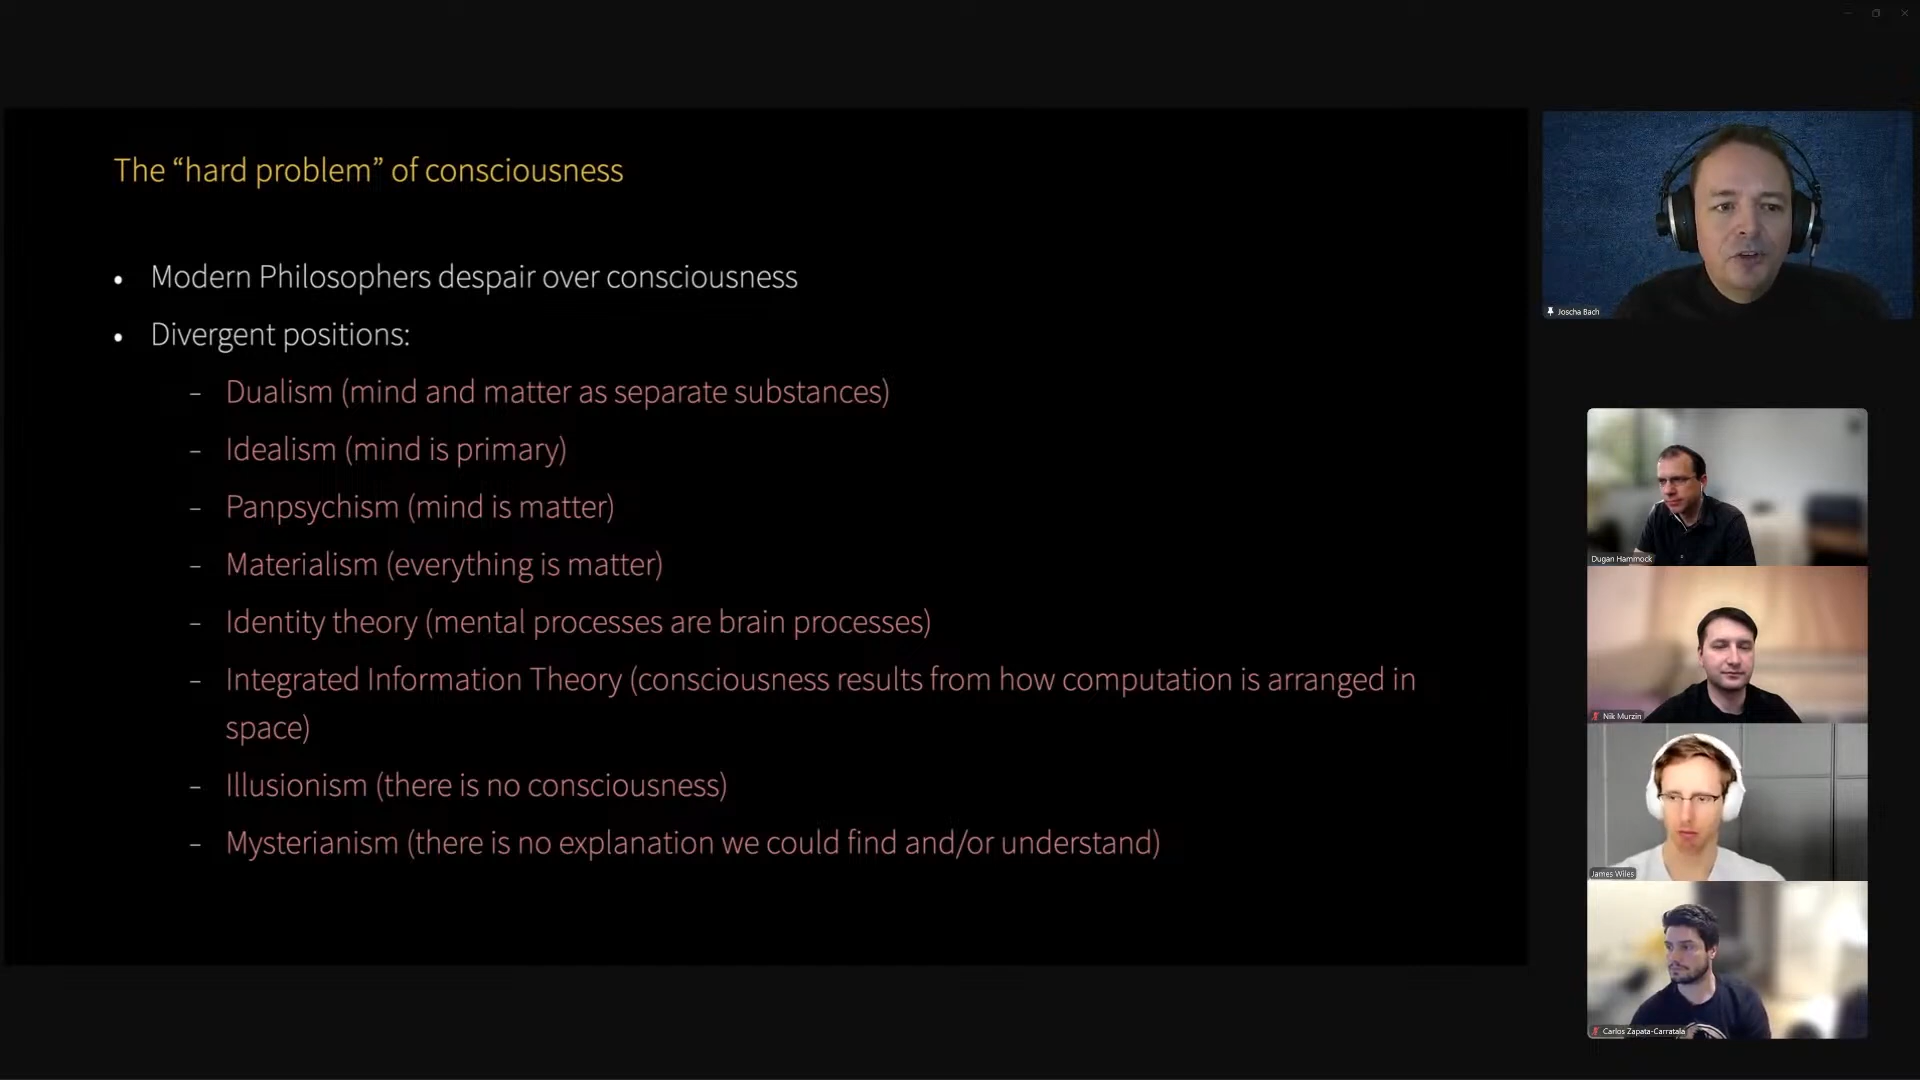 The “hard problem” of consciousness
• Modern Philosophers despair over consciousness
• Divergent positions:
– Dualism (mind and matter as separate substances)
– Idealism (mind is primary)
– Panpsychism (mind is matter)
– Materialism (everything is matter)
– Identity theory (mental processes are brain processes)
– Integrated Information Theory (consciousness results from how computation is arranged in
space)
– Illusionism (there is no consciousness)
– Mysterianism (there is no explanation we could find and/or understand)
Joscha Bach
Dugan Hammock
Nik Murzin
James Wiles
Carlos Zapata-Carratala